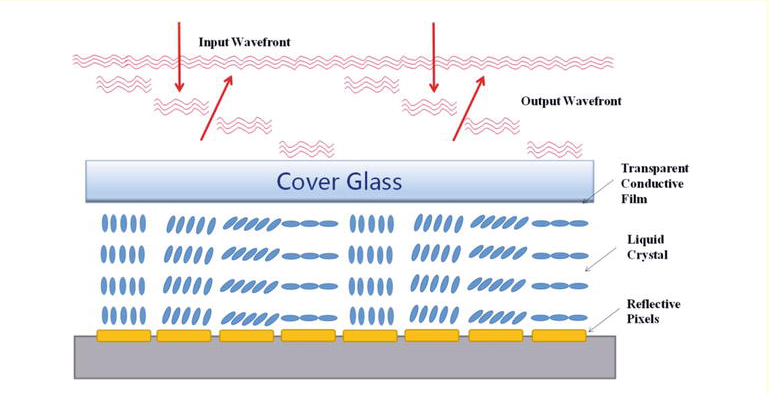 Input Wavefront
Output Wavefront
Cover Glass
Transparent
Conductive
Film
Liquid
Crystal
Reflective
Pixels